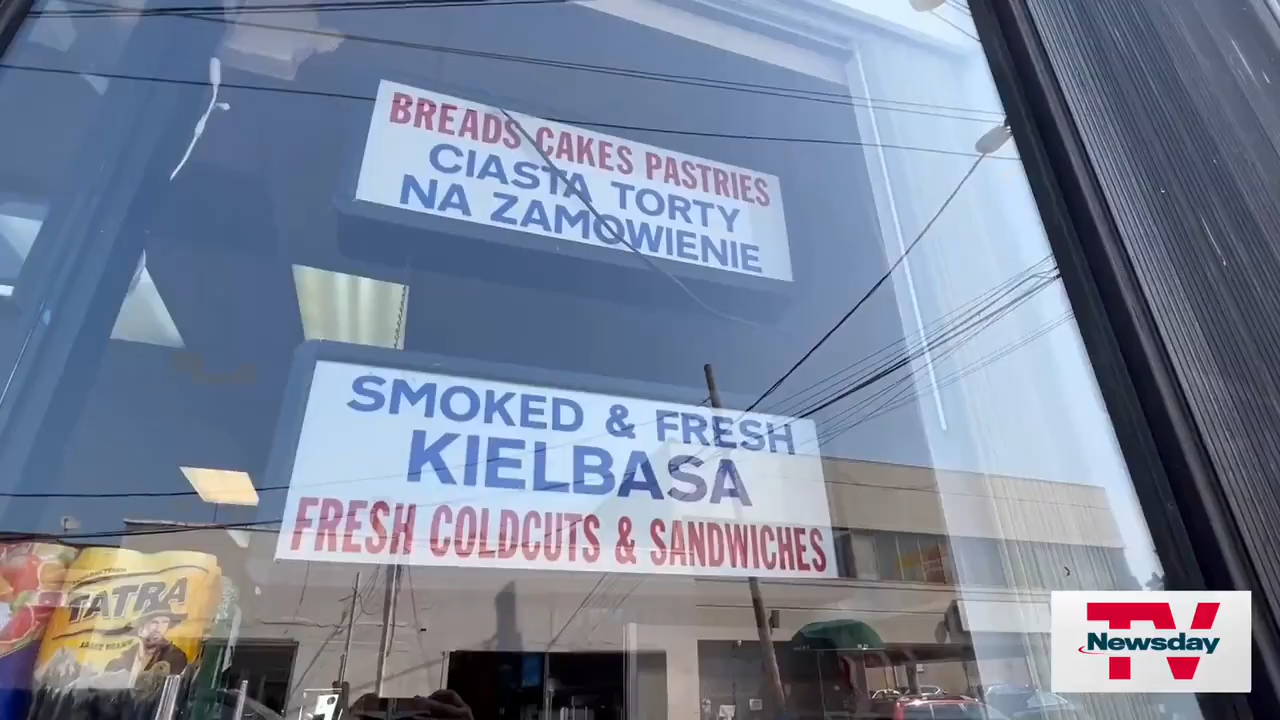 BREADS CAKES PASTRIES
CIASTA TORTY
NA ZAMOWIENIE
SMOKED & FRESH
KIELBASA
FRESH COLDCUTS & SANDWICHES
TATRA
TV
Newsday